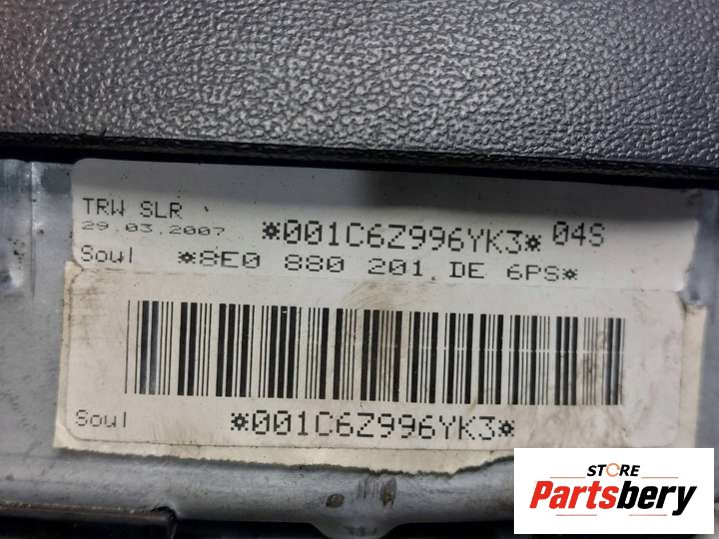 TRW SLR *001C6Z996YK3* 04S
29.03.2007
Soul *8E0 880 201 DE 6PS*
Soul *001C6Z996YK3*
STORE
Partsbery